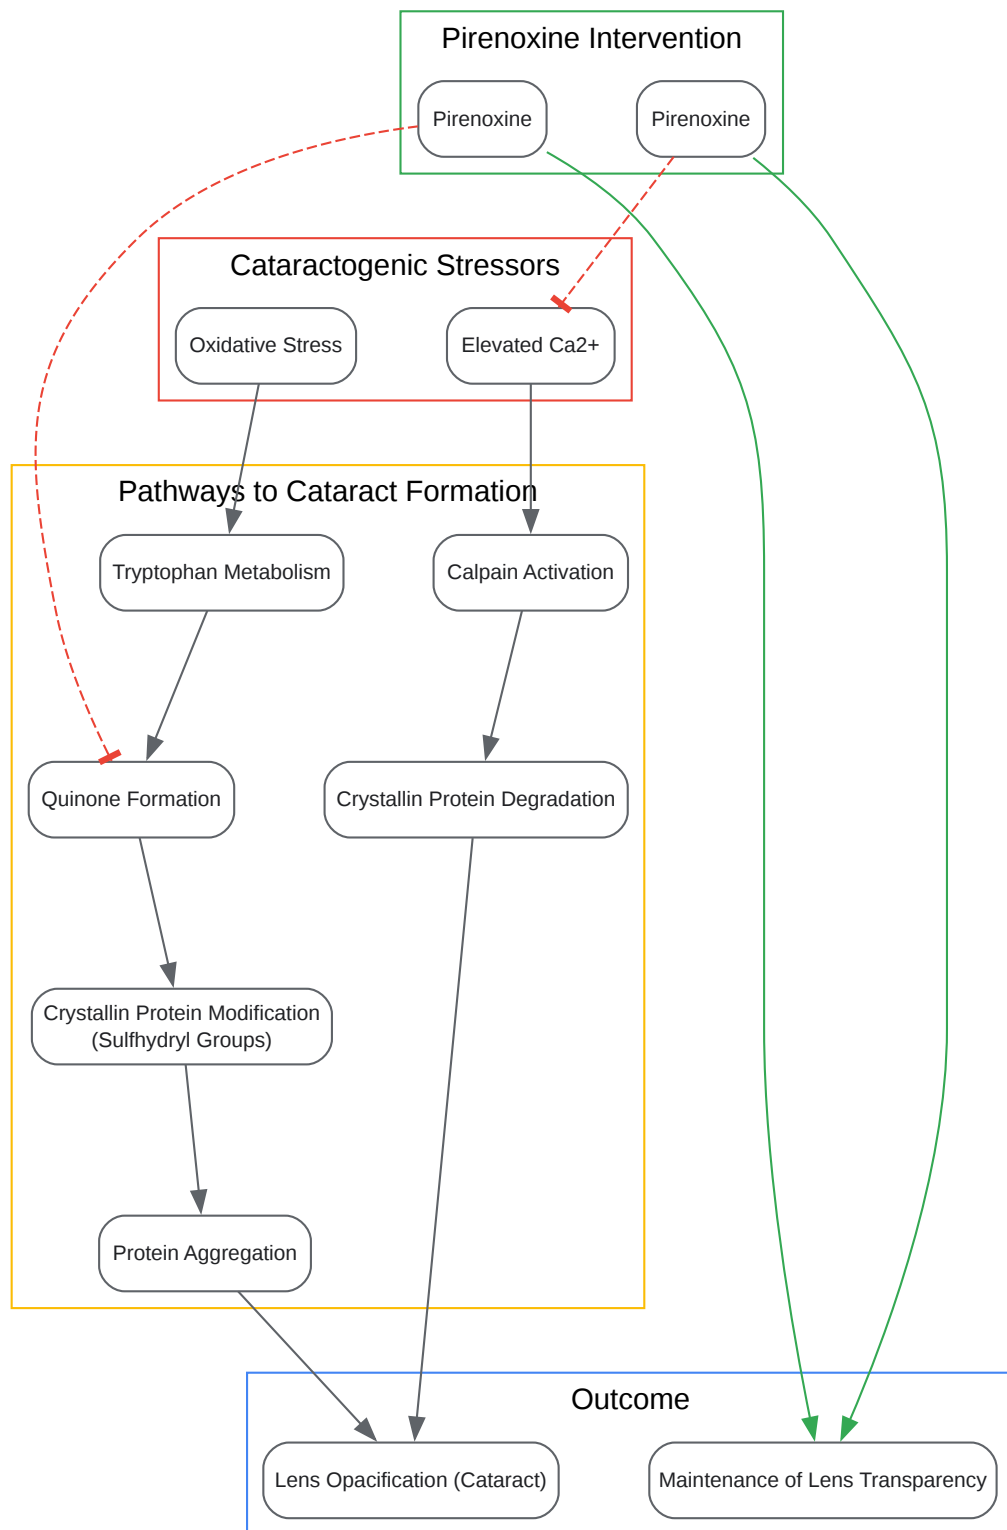 Pirenoxine Intervention
Pirenoxine
Pirenoxine
Cataractogenic Stressors
Oxidative Stress
Elevated Ca2+
Pathways to Cataract Formation
Tryptophan Metabolism
Calpain Activation
Quinone Formation
Crystallin Protein Degradation
Crystallin Protein Modification
(Sulfhydryl Groups)
Protein Aggregation
Outcome
Lens Opacification (Cataract)
Maintenance of Lens Transparency